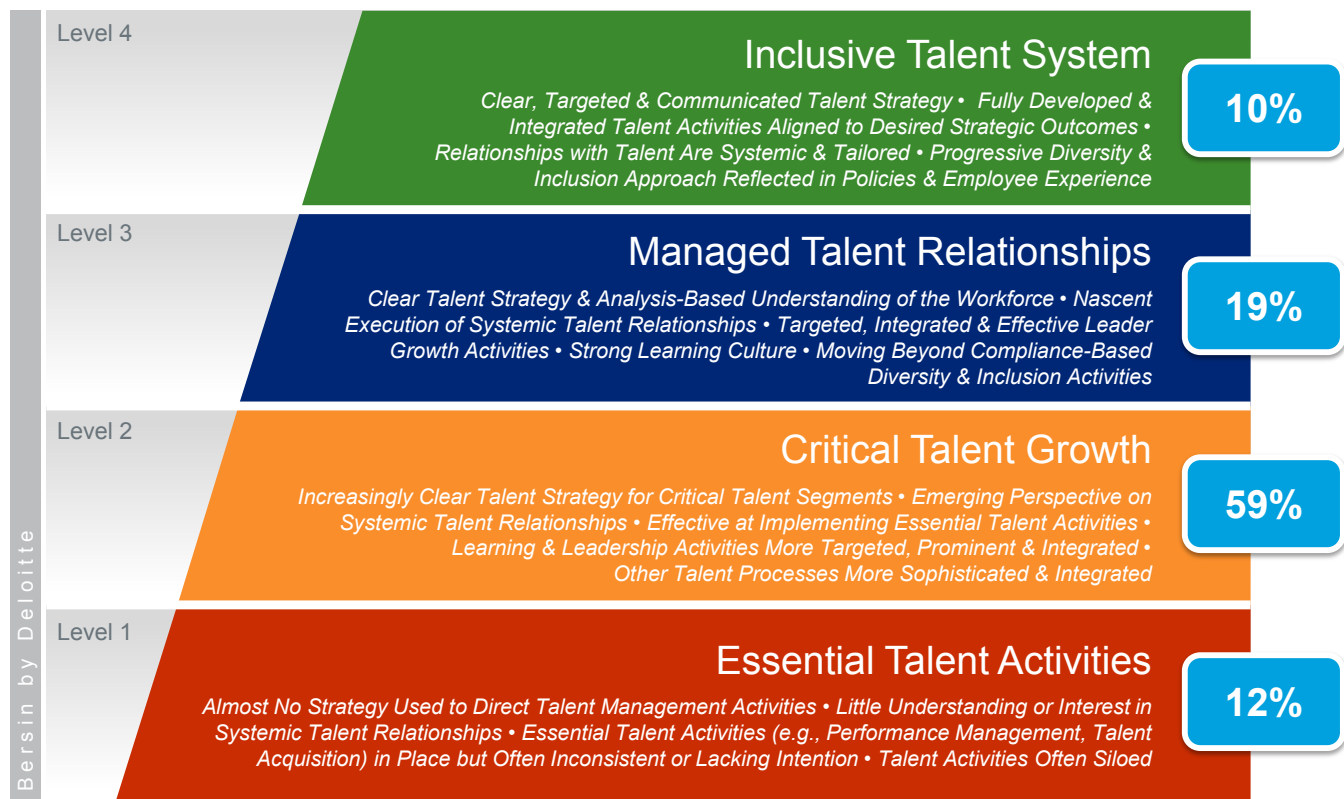 Level 4
Inclusive Talent System
Clear, Targeted & Communicated Talent Strategy • Fully Developed &
Integrated Talent Activities Aligned to Desired Strategic Outcomes •
Relationships with Talent Are Systemic & Tailored • Progressive Diversity &
Inclusion Approach Reflected in Policies & Employee Experience
10%
Level 3
Managed Talent Relationships
Clear Talent Strategy & Analysis-Based Understanding of the Workforce • Nascent
Execution of Systemic Talent Relationships • Targeted, Integrated & Effective Leader
Growth Activities • Strong Learning Culture • Moving Beyond Compliance-Based
Diversity & Inclusion Activities
19%
Level 2
Critical Talent Growth
Increasingly Clear Talent Strategy for Critical Talent Segments • Emerging Perspective on
Systemic Talent Relationships • Effective at Implementing Essential Talent Activities •
Learning & Leadership Activities More Targeted, Prominent & Integrated •
Other Talent Processes More Sophisticated & Integrated
59%
Level 1
Essential Talent Activities
Almost No Strategy Used to Direct Talent Management Activities • Little Understanding or Interest in
Systemic Talent Relationships • Essential Talent Activities (e.g., Performance Management, Talent
Acquisition) in Place but Often Inconsistent or Lacking Intention • Talent Activities Often Siloed
12%
Bersin by Deloitte